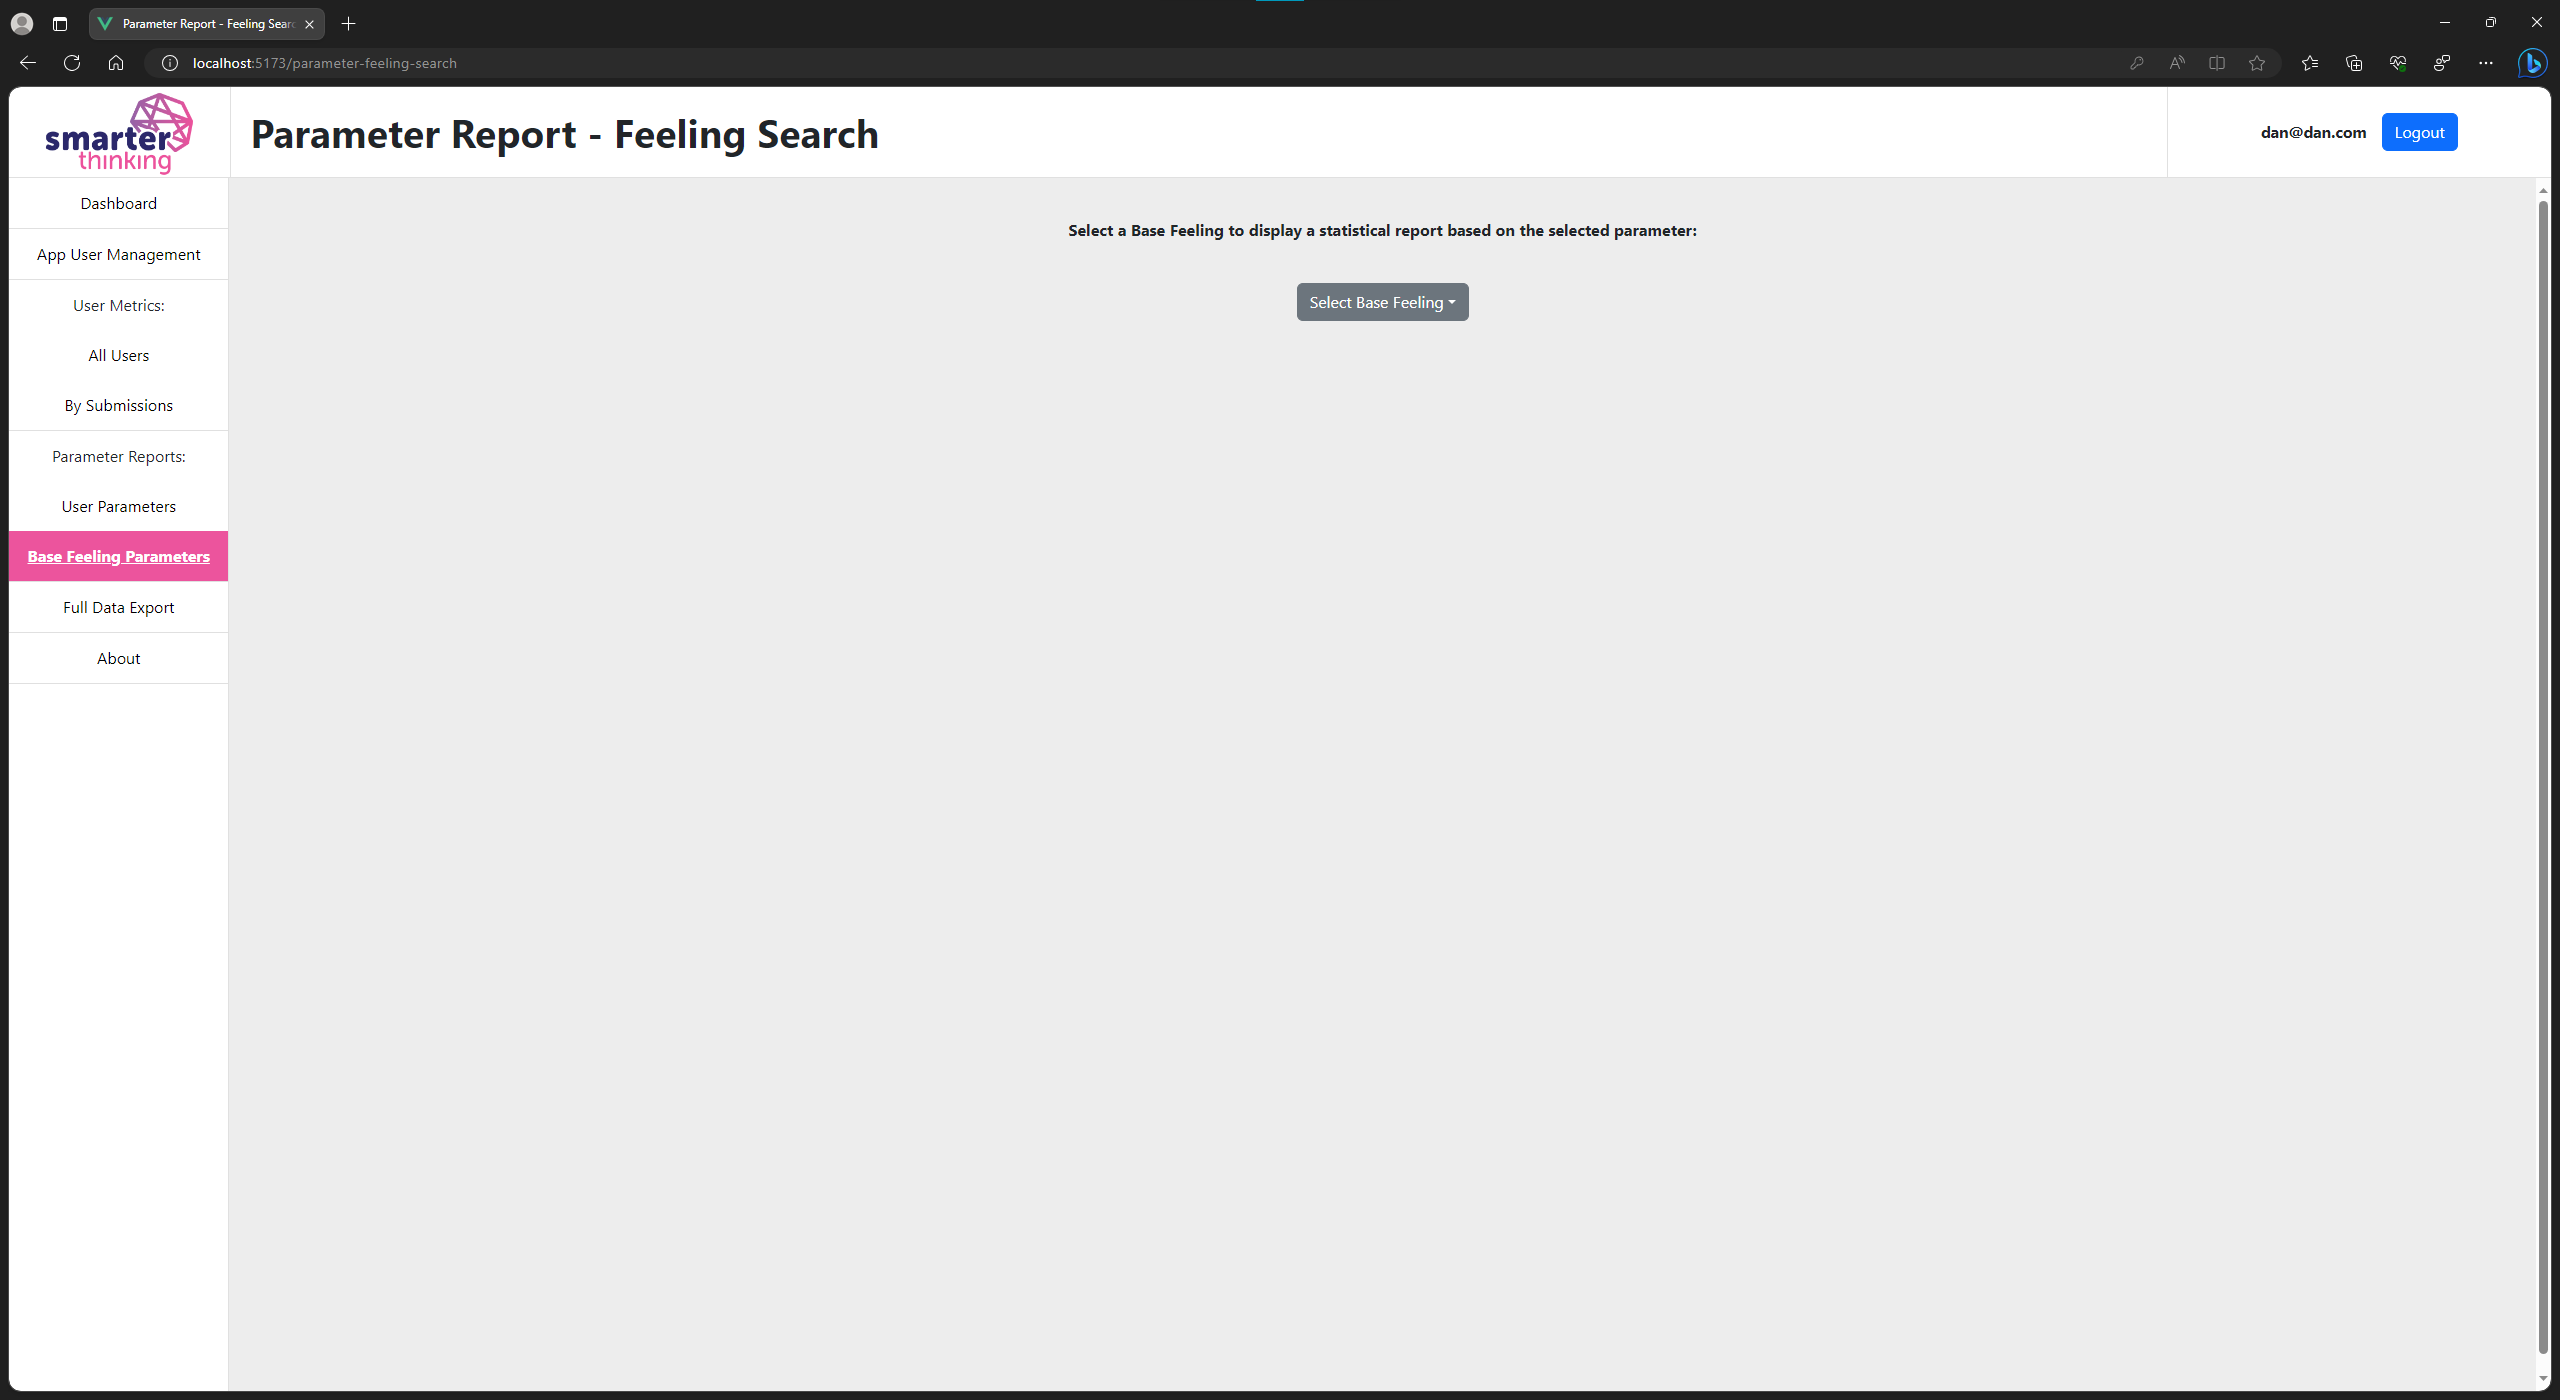 Parameter Report - Feeling Sear
localhost:5173/parameter-feeling-search
smarter
thinking
Parameter Report - Feeling Search
dan@dan.com
Logout
Dashboard
App User Management
User Metrics:
All Users
By Submissions
Parameter Reports:
User Parameters
Base Feeling Parameters
Full Data Export
About
Select a Base Feeling to display a statistical report based on the selected parameter:
Select Base Feeling